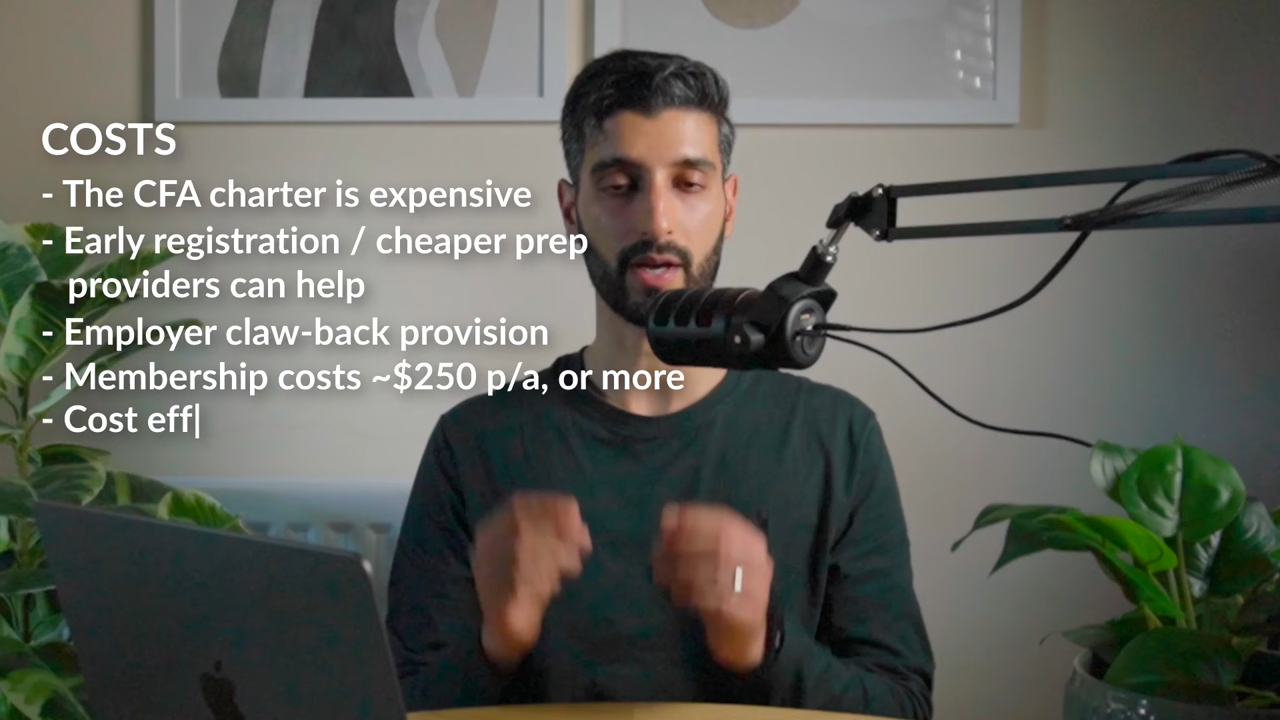 COSTS
- The CFA charter is expensive
- Early registration / cheaper prep
providers can help
- Employer claw-back provision
- Membership costs ~$250 p/a, or more
- Cost eff|